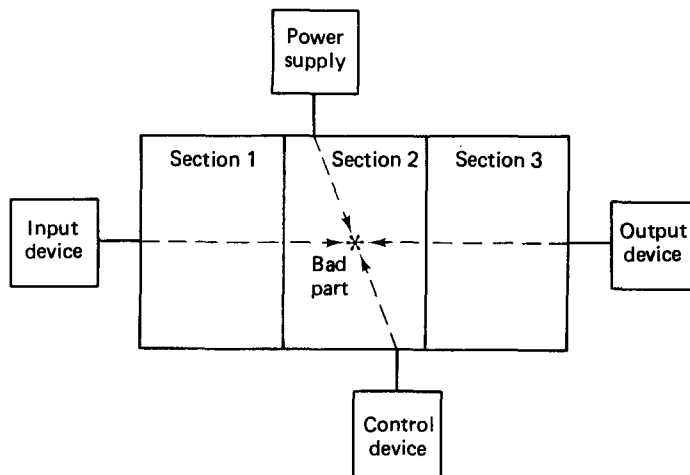 Power
supply
Section 1
Section 2
Section 3
Input
device
Bad
part
Output
device
Control
device